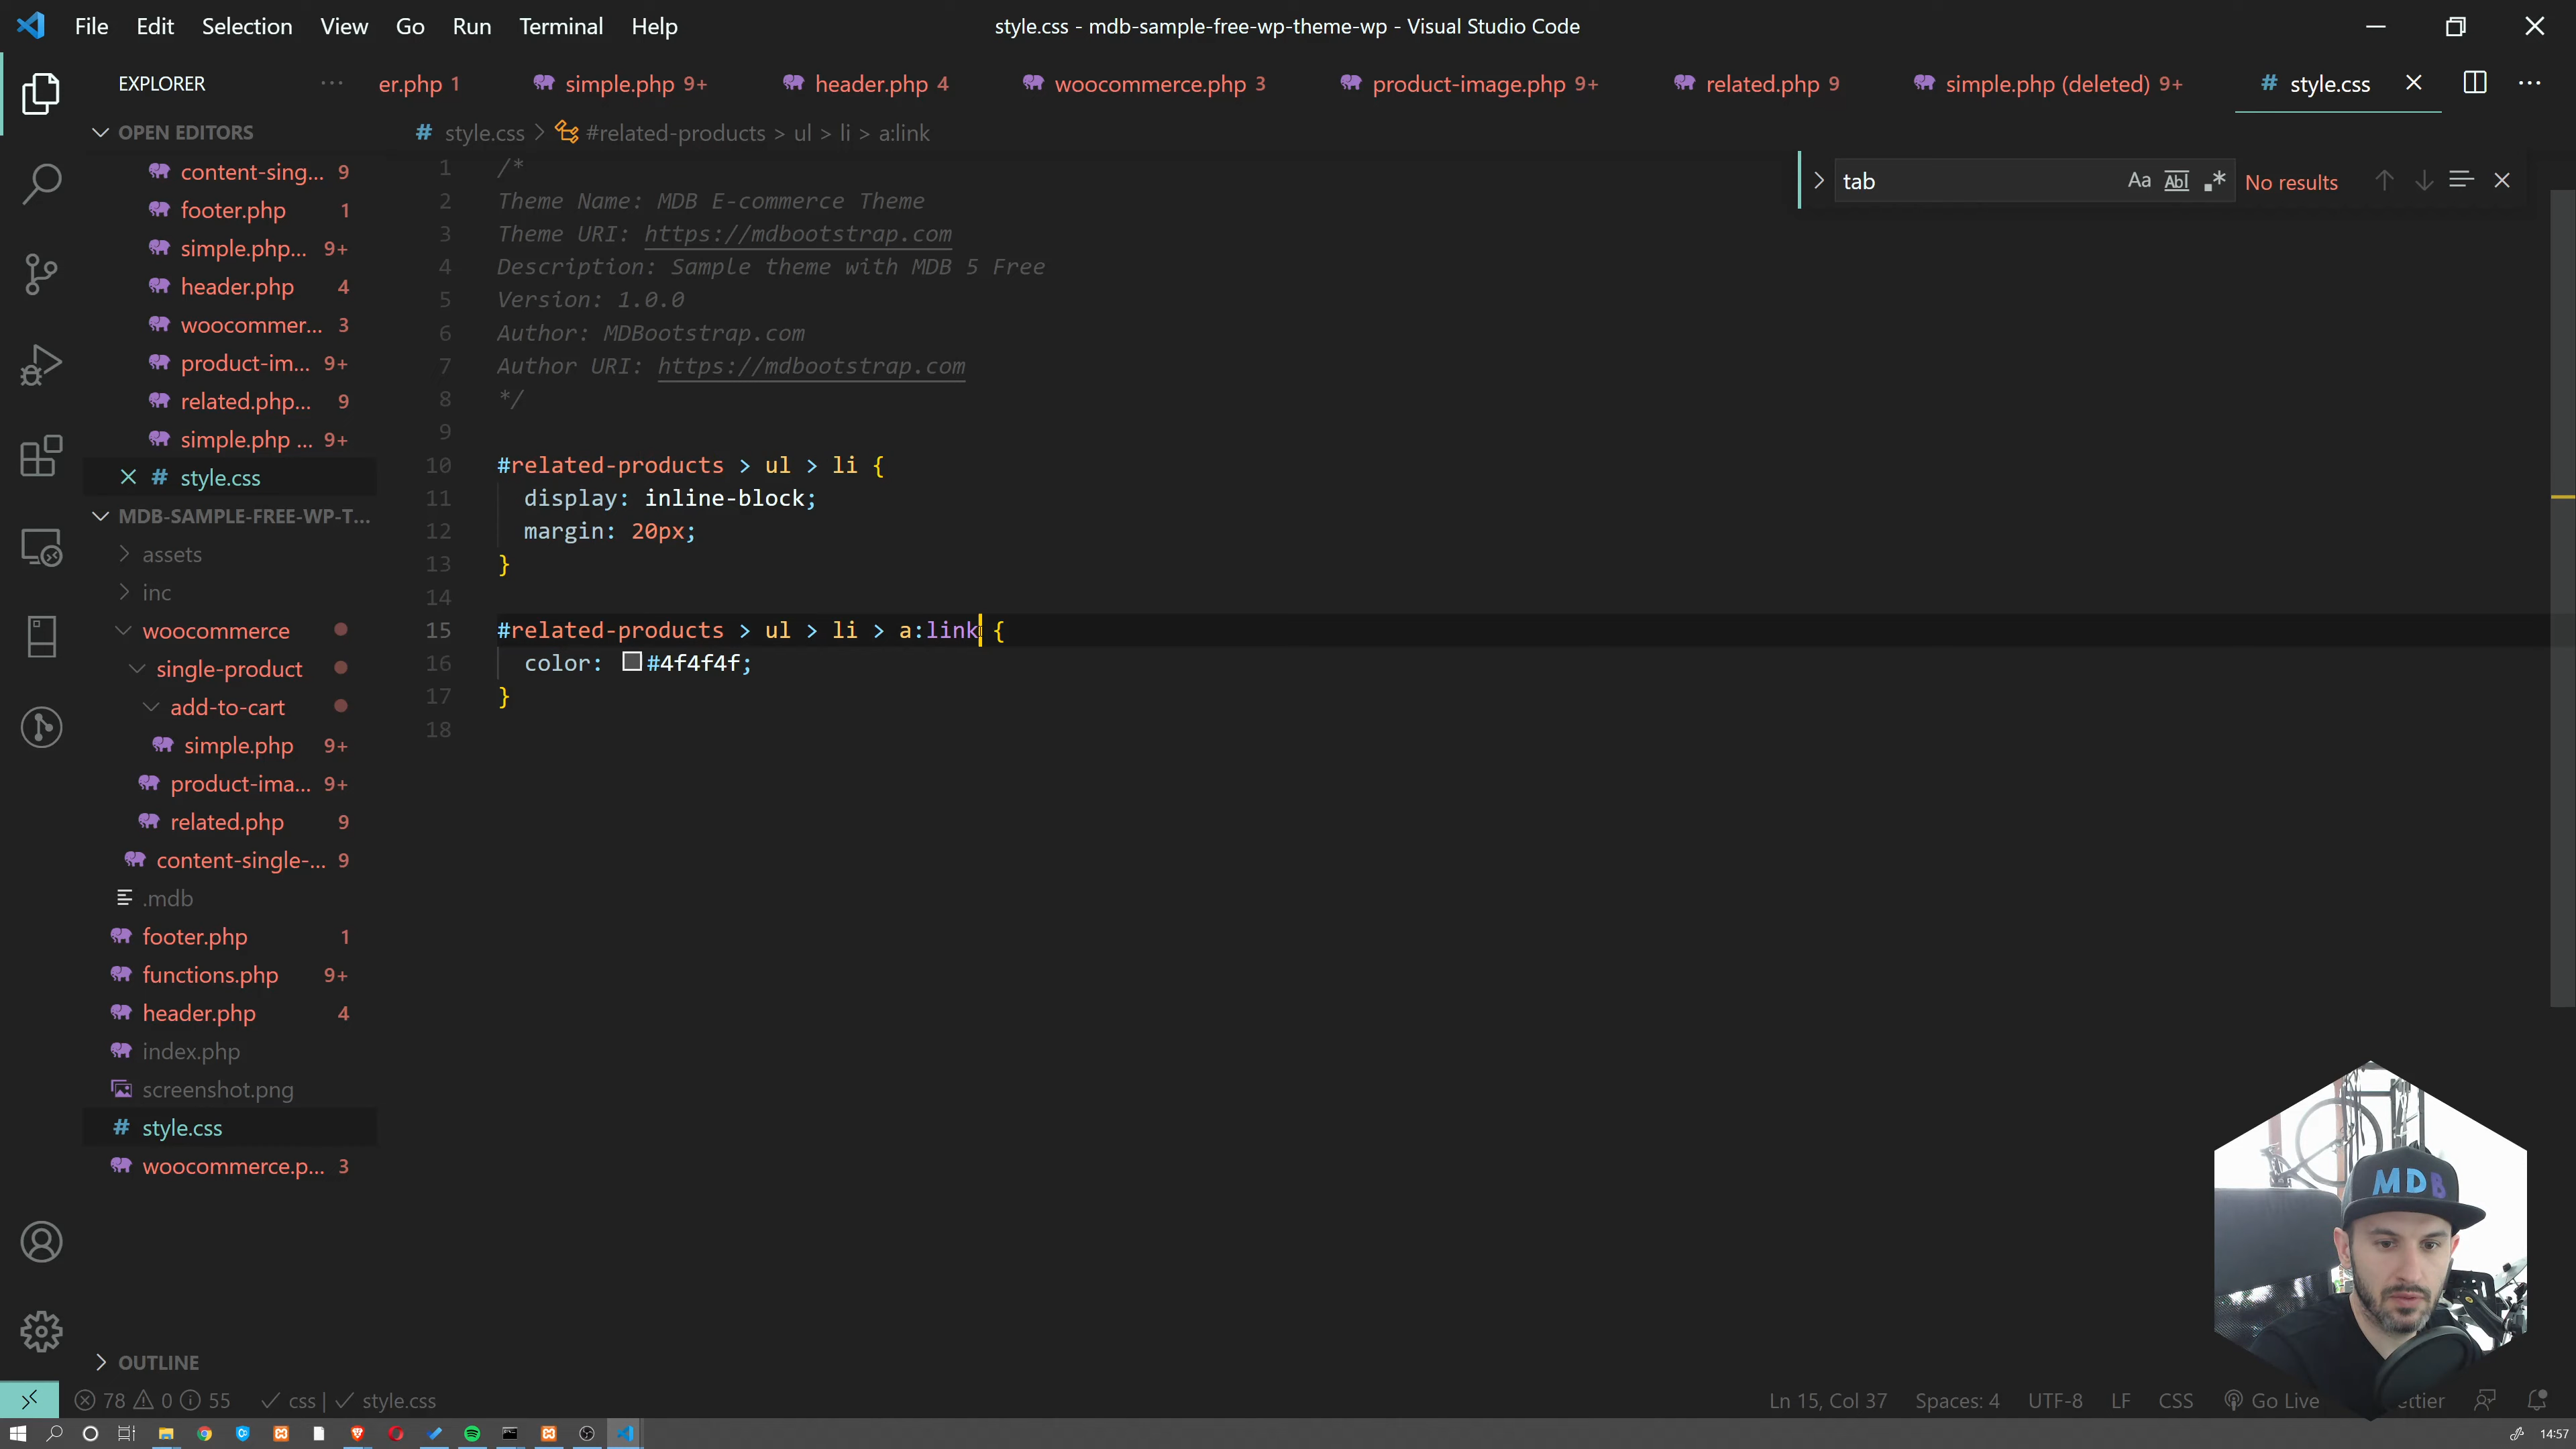 File Edit Selection View Go Run Terminal Help
style.css - mdb-sample-free-wp-theme-wp - Visual Studio Code
EXPLORER ···
er.php 1 simple.php 9+ header.php 4 woocommerce.php 3 product-image.php 9+ related.php 9 simple.php (deleted) 9+ # style.css
OPEN EDITORS
content-sing... 9
footer.php 1
simple.php... 9+
header.php 4
woocommer... 3
product-im... 9+
related.php... 9
simple.php ... 9+
# style.css
MDB-SAMPLE-FREE-WP-T...
assets
inc
woocommerce
single-product
add-to-cart
simple.php 9+
product-ima... 9+
related.php 9
content-single-... 9
.mdb
footer.php 1
functions.php 9+
header.php 4
index.php
screenshot.png
# style.css
woocommerce.p... 3
OUTLINE
# style.css > #related-products > ul > li > a:link
tab Aa Abl .* No results
1 /*
2 Theme Name: MDB E-commerce Theme
3 Theme URI: https://mdbootstrap.com
4 Description: Sample theme with MDB 5 Free
5 Version: 1.0.0
6 Author: MDBootstrap.com
7 Author URI: https://mdbootstrap.com
8 */
9
10 #related-products > ul > li {
11 display: inline-block;
12 margin: 20px;
13 }
14
15 #related-products > ul > li > a:link {
16 color: #4f4f4f;
17 }
18
MDB
78 0 55 css | style.css
Ln 15, Col 37 Spaces: 4 UTF-8 LF CSS Go Live ettier
14:57